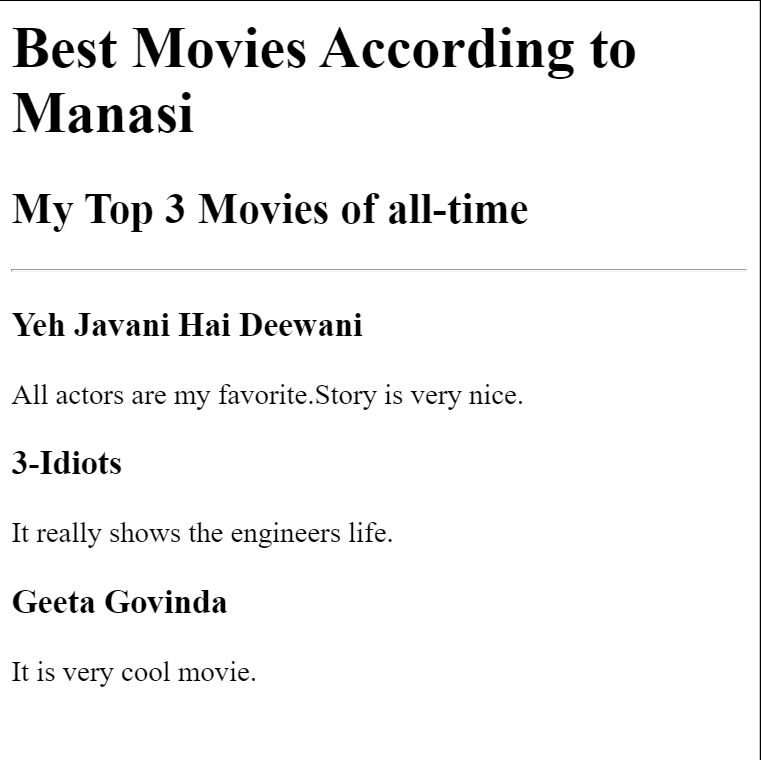 Best Movies According to
Manasi
My Top 3 Movies of all-time
Yeh Javani Hai Deewani
All actors are my favorite.Story is very nice.
3-Idiots
It really shows the engineers life.
Geeta Govinda
It is very cool movie.